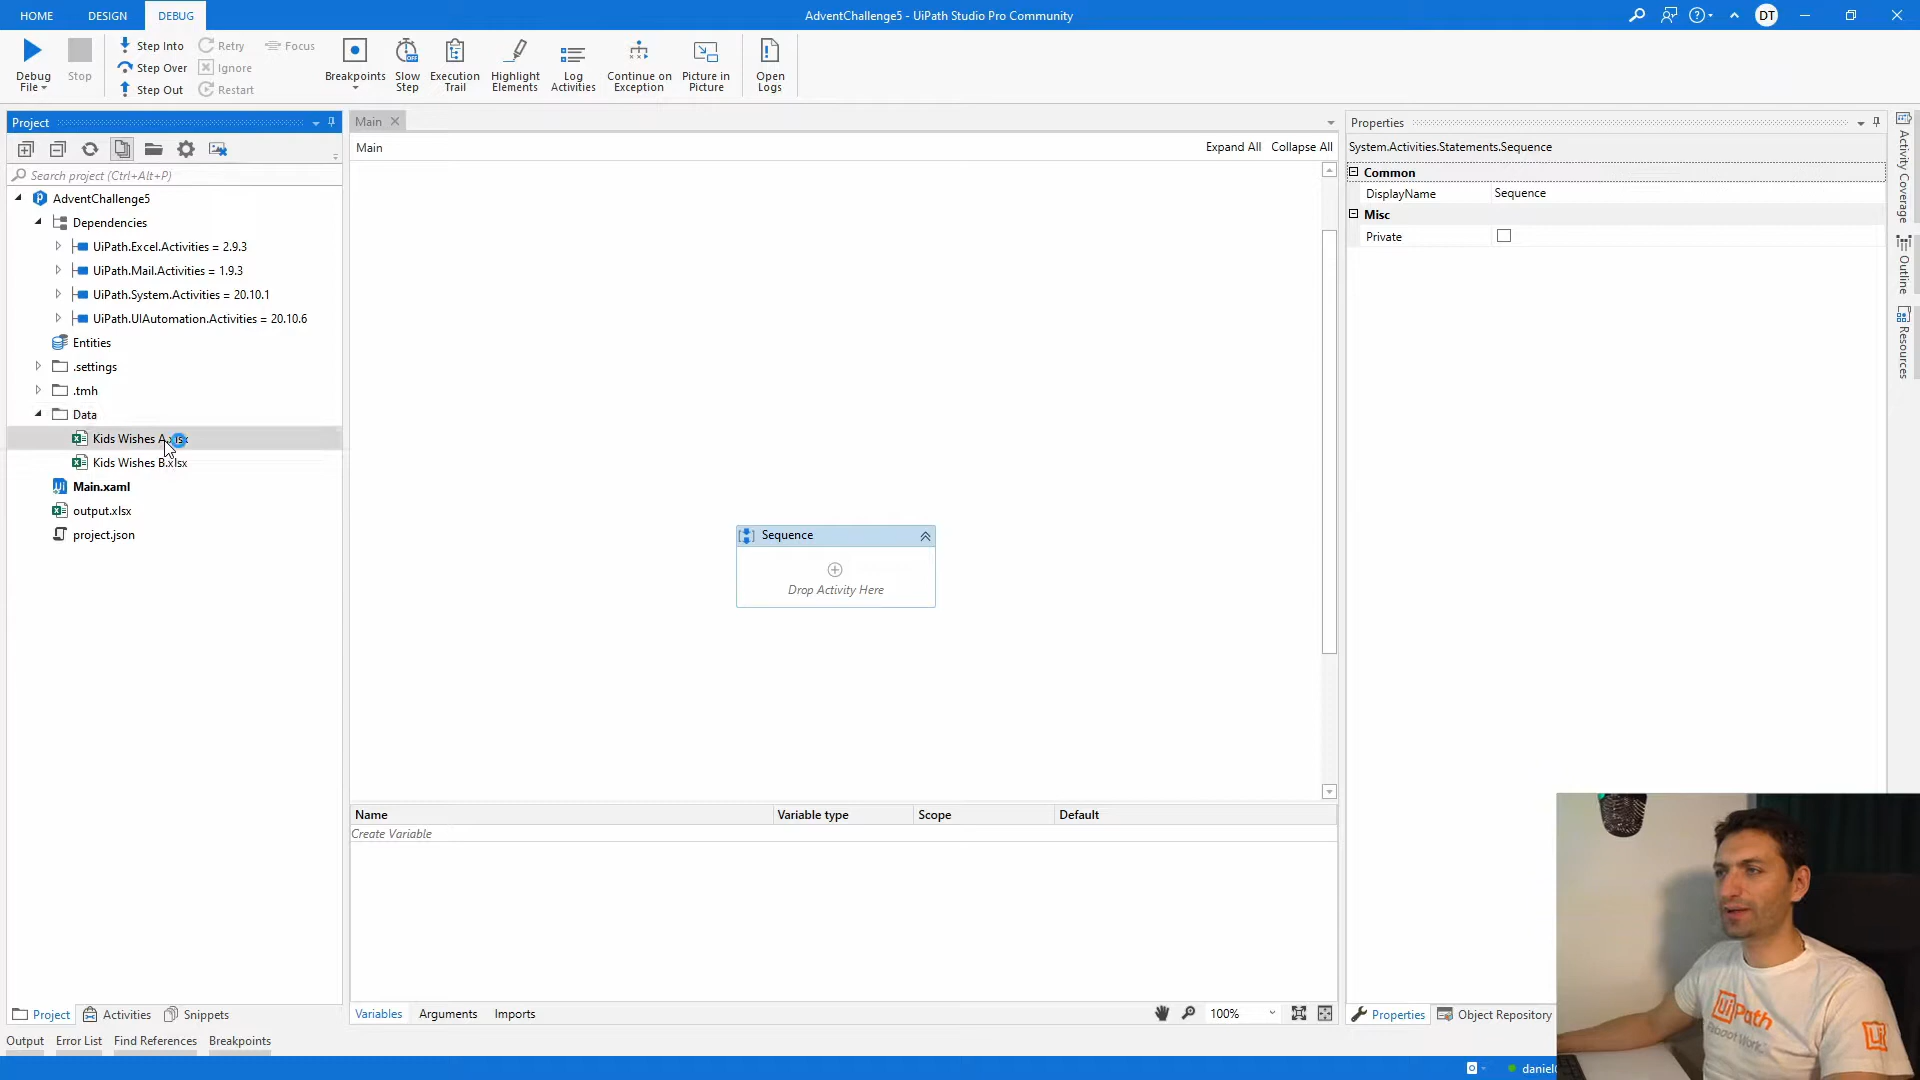 HOME DESIGN DEBUG AdventChallenge5 - UiPath Studio Pro Community DT
Debug File
Stop
Step Into
Step Over
Step Out
Retry
Ignore
Restart
Focus
Breakpoints
Slow Step
Execution Trail
Highlight Elements
Log Activities
Continue on Exception
Picture in Picture
Open Logs
Project
Search project (Ctrl+Alt+P)
AdventChallenge5
Dependencies
UiPath.Excel.Activities = 2.9.3
UiPath.Mail.Activities = 1.9.3
UiPath.System.Activities = 20.10.1
UiPath.UIAutomation.Activities = 20.10.6
Entities
.settings
.tmh
Data
Kids Wishes A.xlsx
Kids Wishes B.xlsx
Main.xaml
output.xlsx
project.json
Project Activities Snippets
Main
Main Expand All Collapse All
Sequence
Drop Activity Here
Name Variable type Scope Default
Create Variable
Variables Arguments Imports 100%
Properties
System.Activities.Statements.Sequence
Common
DisplayName Sequence
Misc
Private
Properties Object Repository
Activity Coverage
Outline
Resources
Output Error List Find References Breakpoints
UiPath
Reboot Work.
Ui